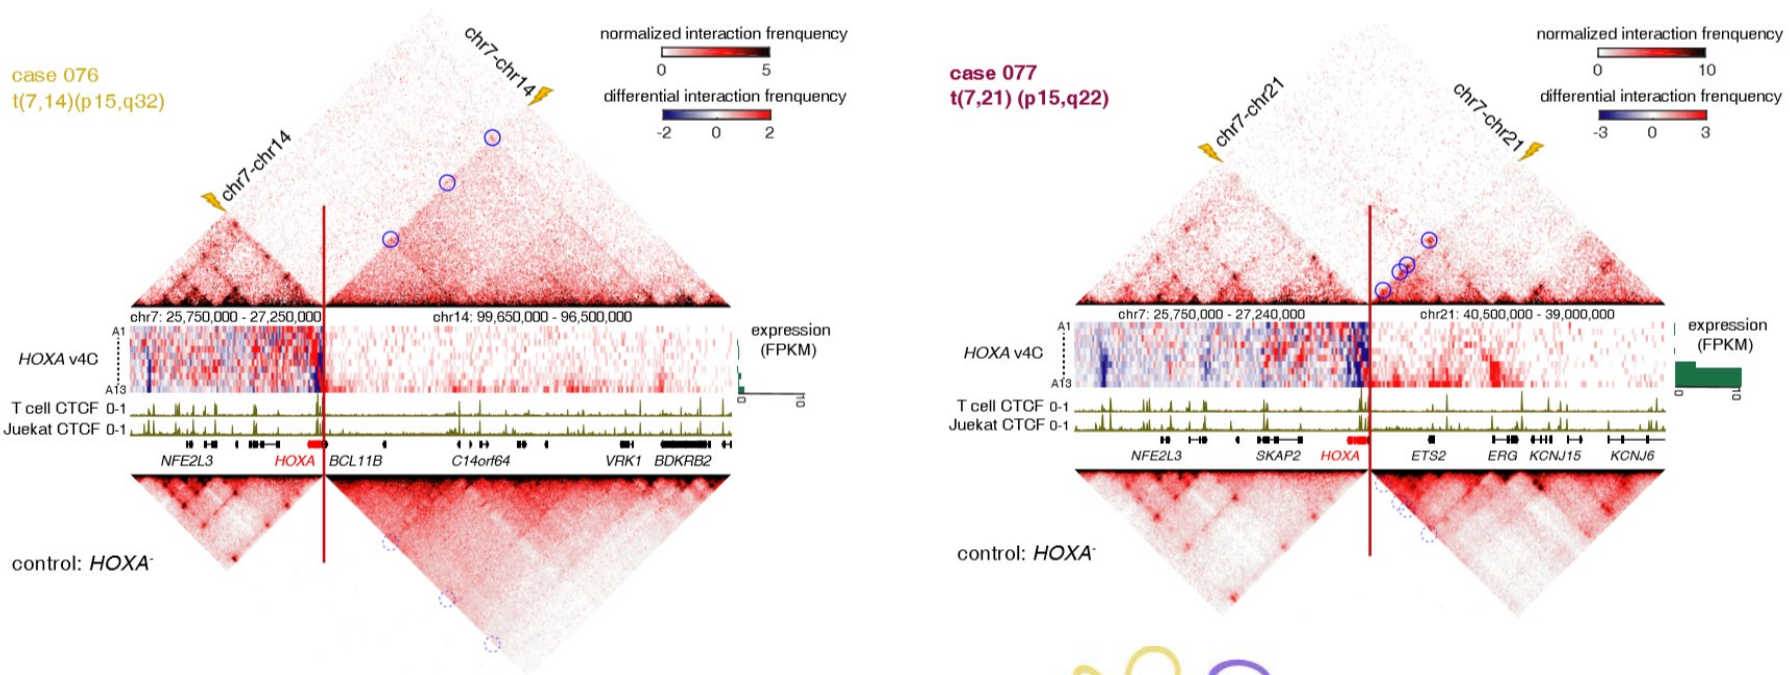 case 076
t(7,14)(p15,q32)
chr7-chr14
chr7-chr14
normalized interaction frenquency
0 5
differential interaction frenquency
-2 0 2
chr7: 25,750,000 - 27,250,000
chr14: 99,650,000 - 96,500,000
A1
HOXA v4C
A13
expression
(FPKM)
0 10
T cell CTCF 0-1
Juekat CTCF 0-1
NFE2L3 HOXA BCL11B C14orf64 VRK1 BDKRB2
control: HOXA-
case 077
t(7,21) (p15,q22)
chr7-chr21
chr7-chr21
normalized interaction frenquency
0 10
differential interaction frenquency
-3 0 3
chr7: 25,750,000 - 27,240,000
chr21: 40,500,000 - 39,000,000
A1
HOXA v4C
A13
expression
(FPKM)
0 10
T cell CTCF 0-1
Juekat CTCF 0-1
NFE2L3 SKAP2 HOXA ETS2 ERG KCNJ15 KCNJ6
control: HOXA-